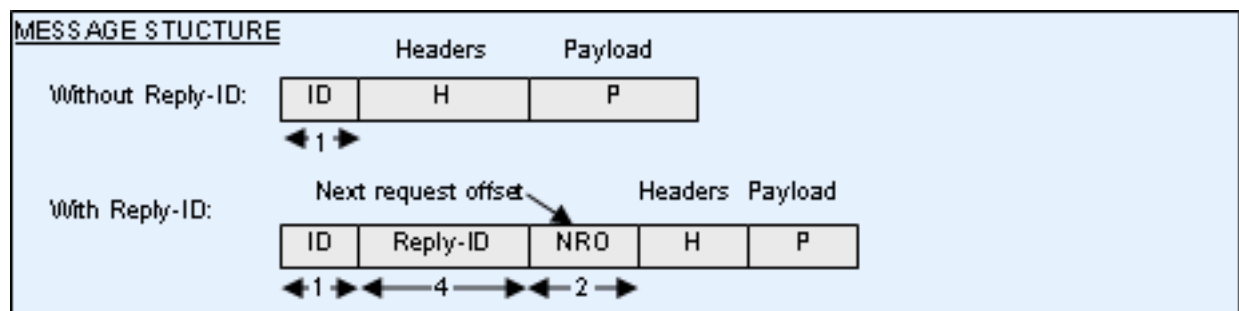 MESSAGE STUCTURE
Headers Payload
Without Reply-ID: ID H P
1
Next request offset Headers Payload
With Reply-ID:
ID Reply-ID NRO H P
1 4 2